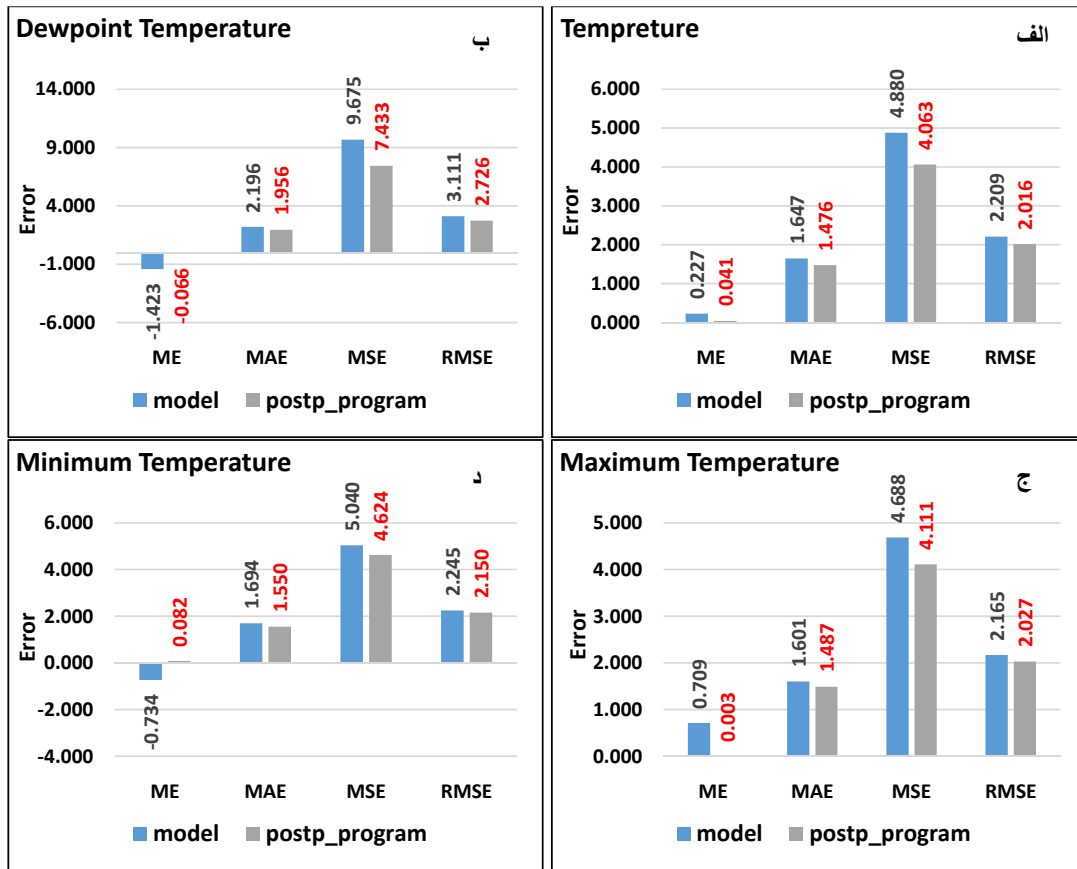 Dewpoint Temperature
ب
14.000
9.000
4.000
-1.000
-6.000
Error
-1.423
-0.066
2.196
1.956
9.675
7.433
3.111
2.726
ME MAE MSE RMSE
model postp_program
Tempreture
الف
6.000
5.000
4.000
3.000
2.000
1.000
0.000
Error
0.227
0.041
1.647
1.476
4.880
4.063
2.209
2.016
ME MAE MSE RMSE
model postp_program
Minimum Temperature
د
6.000
4.000
2.000
0.000
-2.000
-4.000
Error
-0.734
0.082
1.694
1.550
5.040
4.624
2.245
2.150
ME MAE MSE RMSE
model postp_program
Maximum Temperature
ج
5.000
4.000
3.000
2.000
1.000
0.000
Error
0.709
0.003
1.601
1.487
4.688
4.111
2.165
2.027
ME MAE MSE RMSE
model postp_program